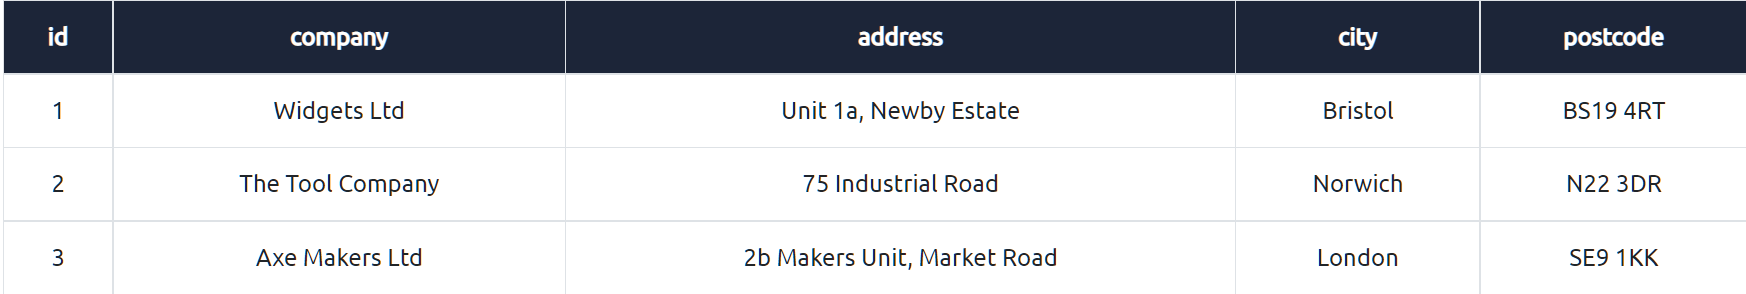 id company address city postcode
1 Widgets Ltd Unit 1a, Newby Estate Bristol BS19 4RT
2 The Tool Company 75 Industrial Road Norwich N22 3DR
3 Axe Makers Ltd 2b Makers Unit, Market Road London SE9 1KK